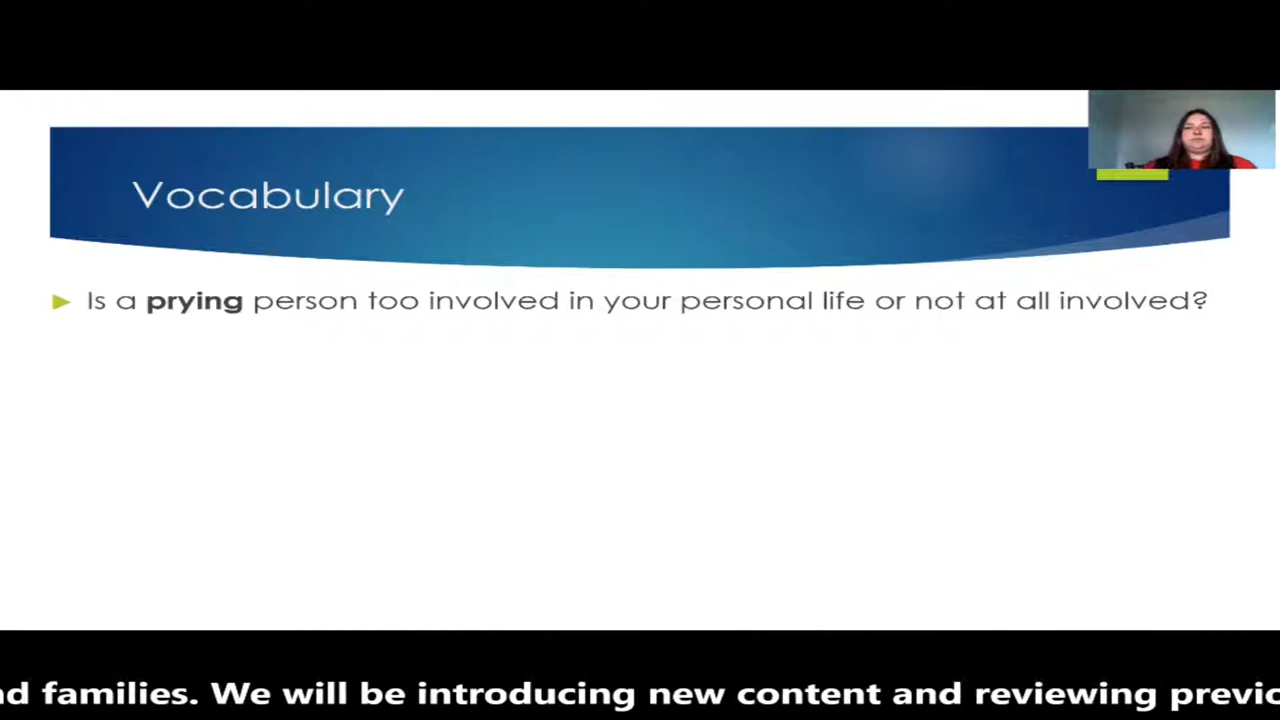 Vocabulary
Is a prying person too involved in your personal life or not at all involved?
families. We will be introducing new content and reviewing